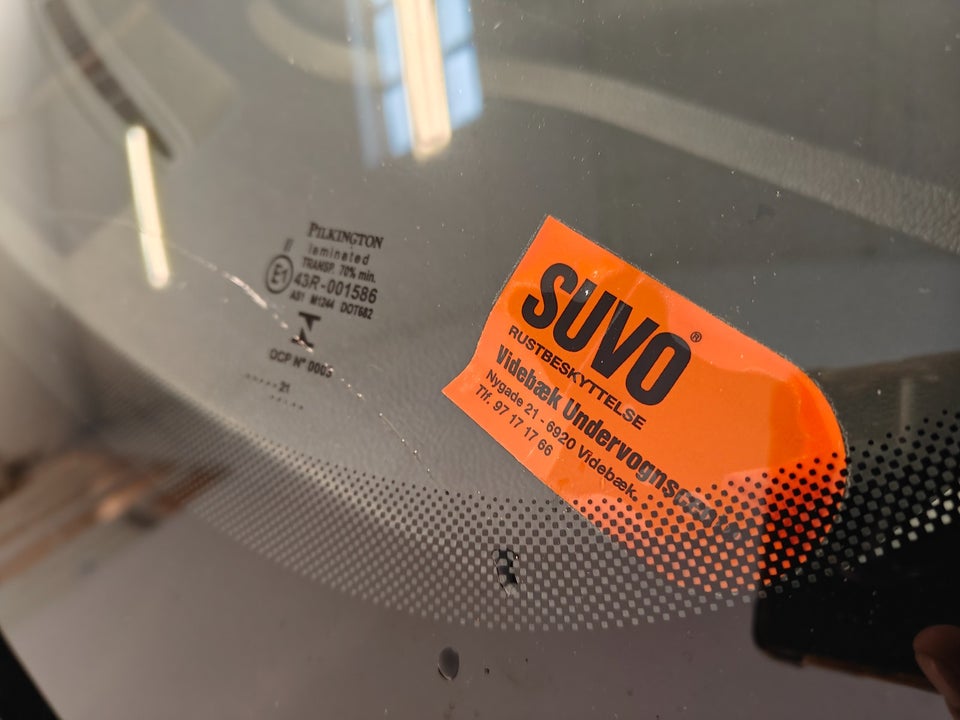 PILKINGTON
laminated
TRANSP. 70% min.
II
E1 43R-001586
AS1 M1244 DOT682
OCP N° 0005
21
SUVO®
RUSTBESKYTTELSE
Videbæk Undervognscenter
Nygade 21 - 6920 Videbæk.
Tlf. 97 17 17 66